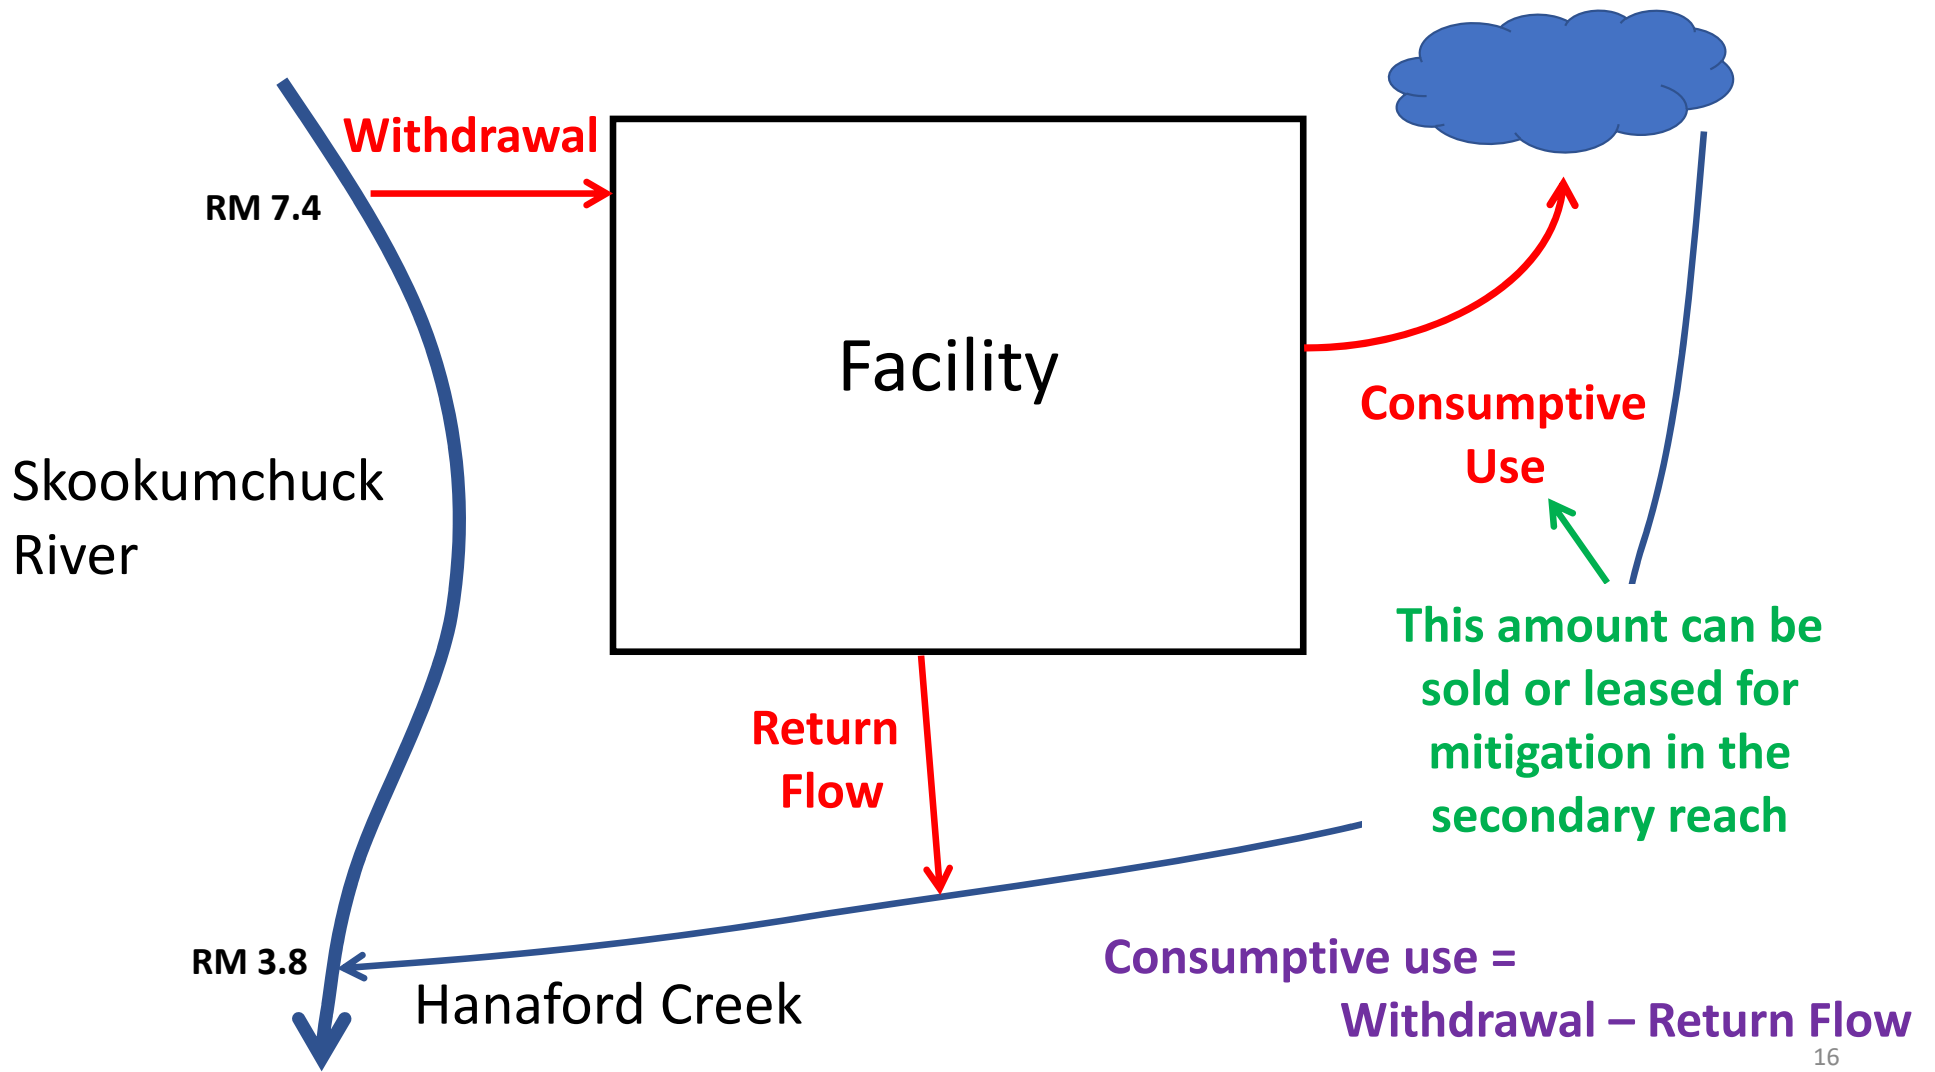 Withdrawal
RM 7.4
Facility
Consumptive
Use
Skookumchuck
River
This amount can be
sold or leased for
mitigation in the
secondary reach
Return
Flow
RM 3.8
Hanaford Creek
Consumptive use =
Withdrawal – Return Flow
16